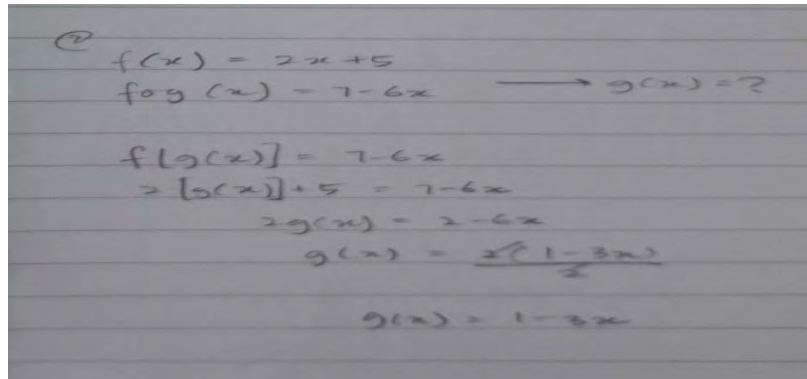 ②
f(x) = 2x+5
fog (x) = 7-6x → g(x) = ?
f[g(x)] = 7-6x
2[g(x)]+5 = 7-6x
2g(x) = 2-6x
g(x) = 2(1-3x)/2
g(x) = 1-3x